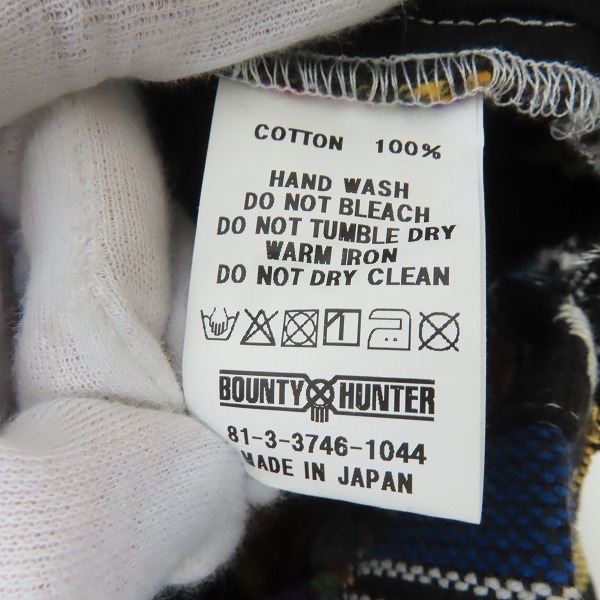 COTTON 100%
HAND WASH
DO NOT BLEACH
DO NOT TUMBLE DRY
WARM IRON
DO NOT DRY CLEAN
BOUNTY HUNTER
81-3-3746-1044
MADE IN JAPAN